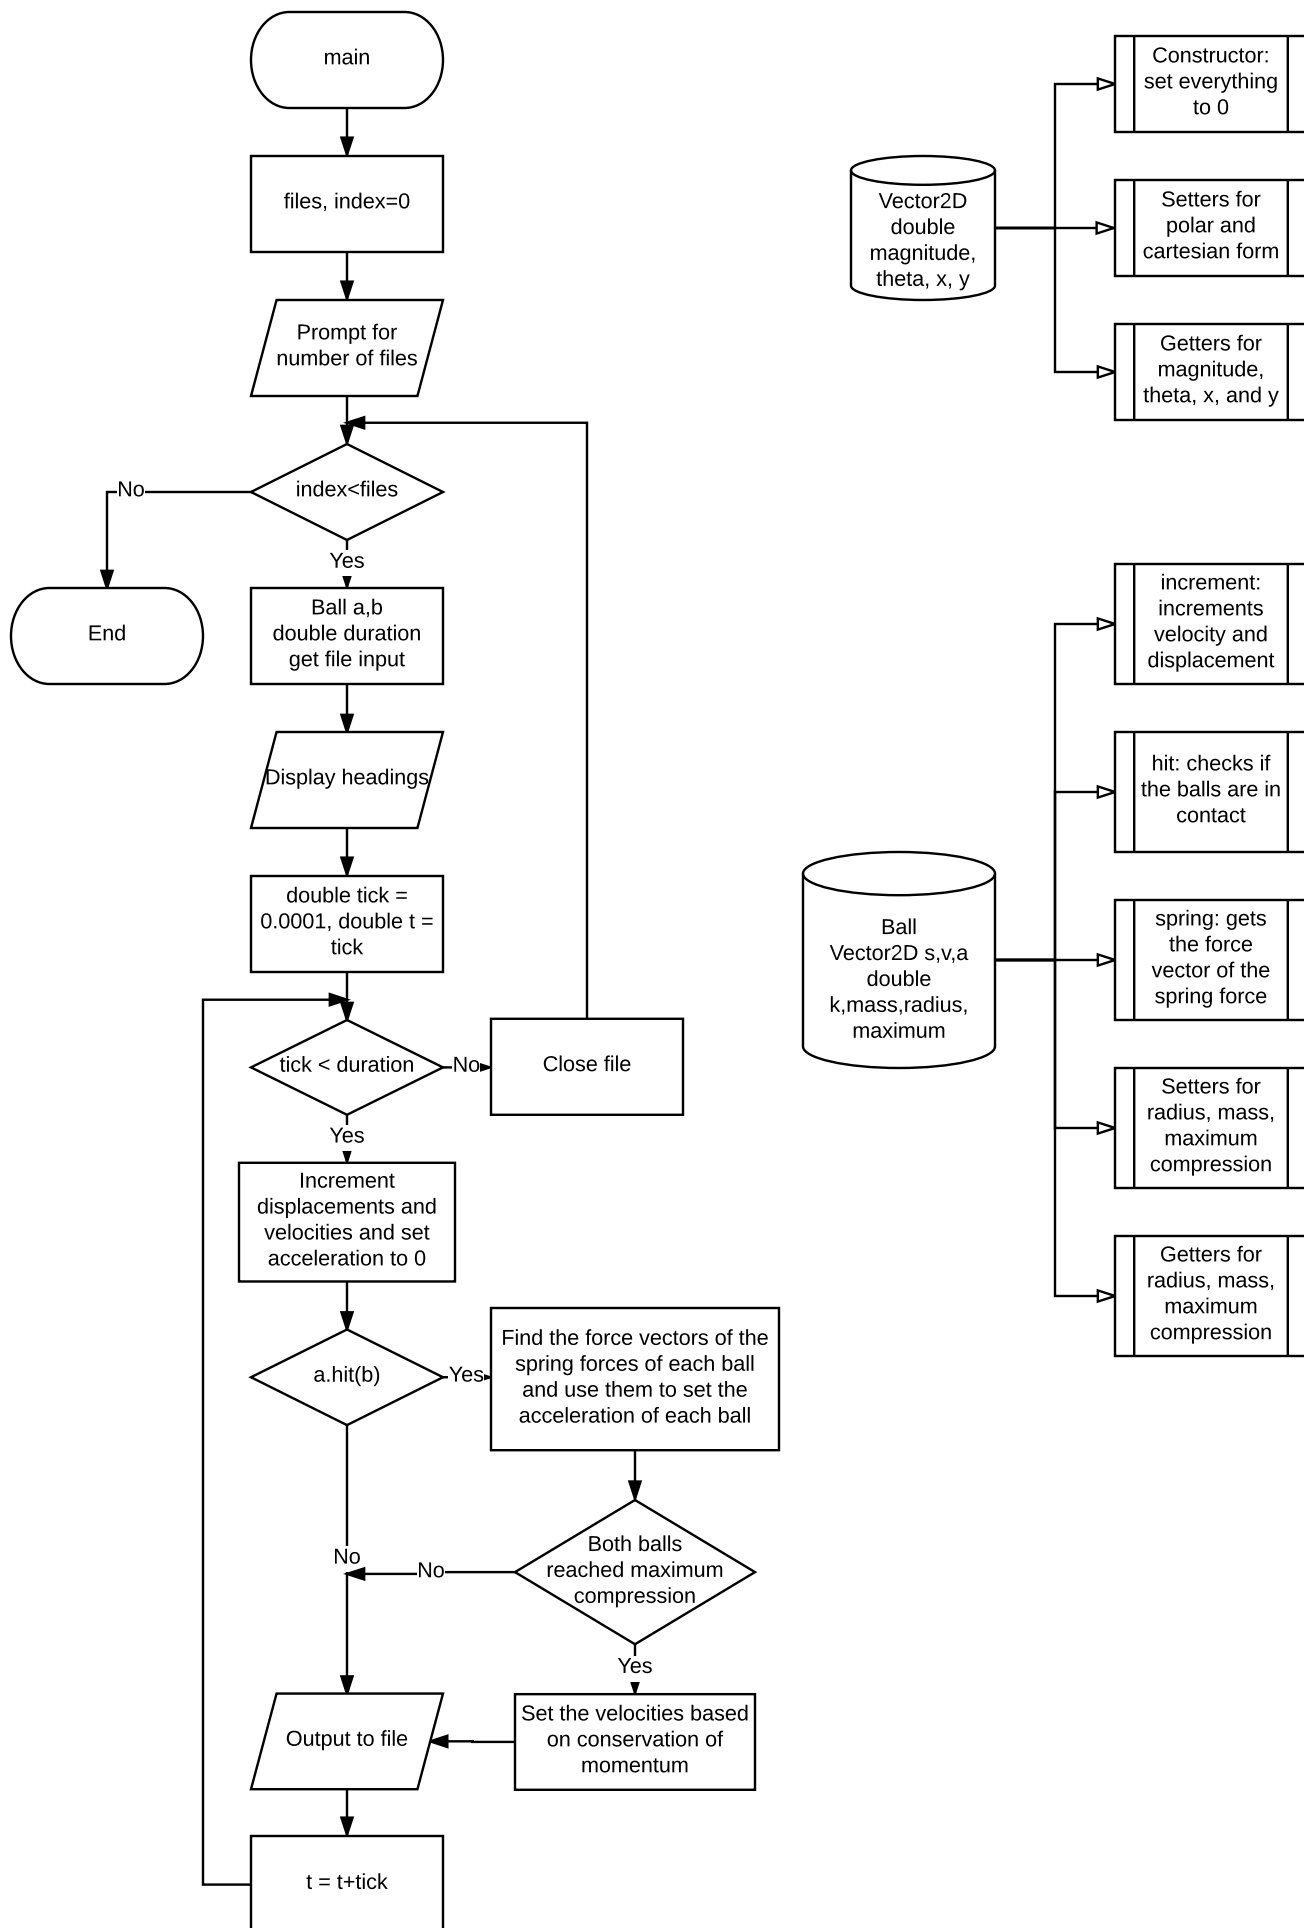 main
files, index=0
Prompt for
number of files
index<files
No
Yes
End
Ball a,b
double duration
get file input
Display headings
double tick =
0.0001, double t =
tick
tick < duration
No
Close file
Yes
Increment
displacements and
velocities and set
acceleration to 0
a.hit(b)
Yes
Find the force vectors of the
spring forces of each ball
and use them to set the
acceleration of each ball
No
No
Both balls
reached maximum
compression
Yes
Set the velocities based
on conservation of
momentum
Output to file
t = t+tick
Vector2D
double
magnitude,
theta, x, y
Constructor:
set everything
to 0
Setters for
polar and
cartesian form
Getters for
magnitude,
theta, x, and y
Ball
Vector2D s,v,a
double
k,mass,radius,
maximum
increment:
increments
velocity and
displacement
hit: checks if
the balls are in
contact
spring: gets
the force
vector of the
spring force
Setters for
radius, mass,
maximum
compression
Getters for
radius, mass,
maximum
compression